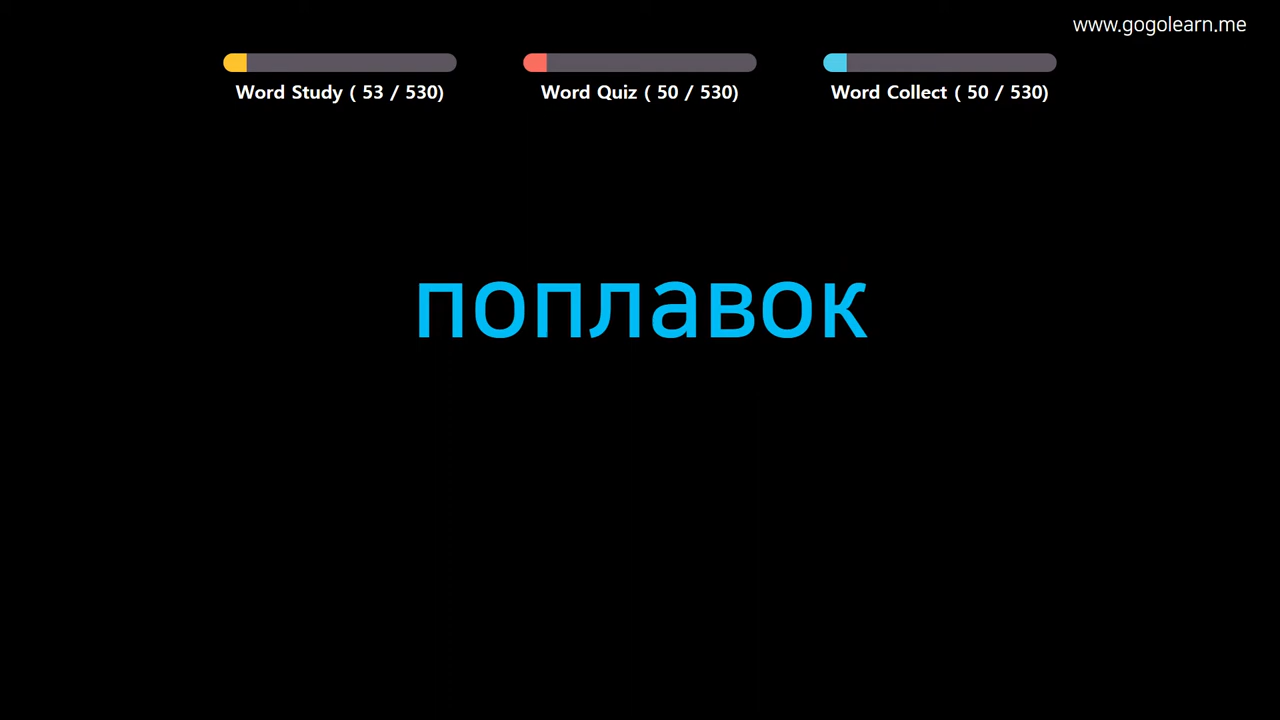 www.gogolearn.me
Word Study ( 53 / 530)
Word Quiz ( 50 / 530)
Word Collect ( 50 / 530)
поплавок